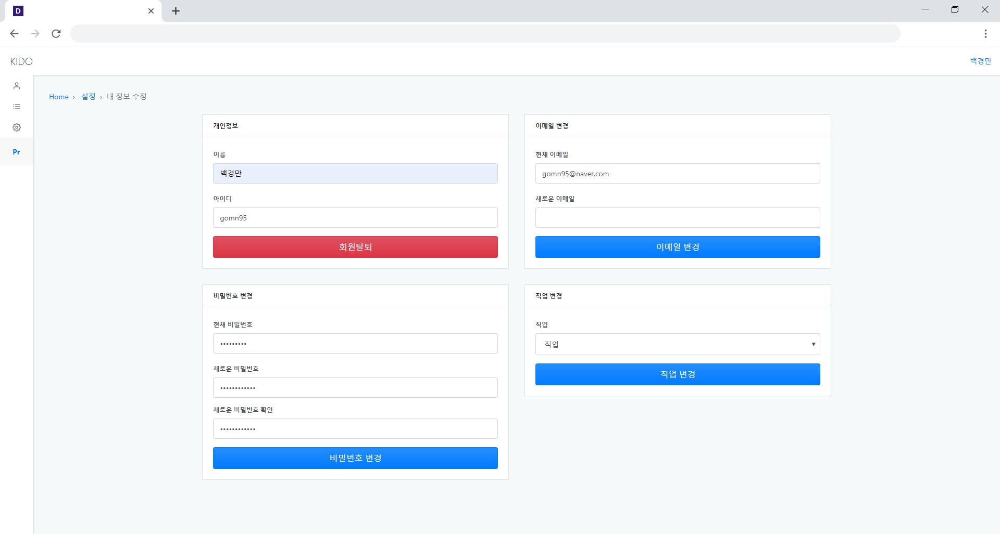 D
KIDO
백경만
Pr
Home › 설정 › 내 정보 수정
개인정보
이름
백경만
아이디
gomn95
회원탈퇴
이메일 변경
현재 이메일
gomn95@naver.com
새로운 이메일
이메일 변경
비밀번호 변경
현재 비밀번호
•••••••••
새로운 비밀번호
••••••••••••
새로운 비밀번호 확인
••••••••••••
비밀번호 변경
직업 변경
직업
직업
직업 변경